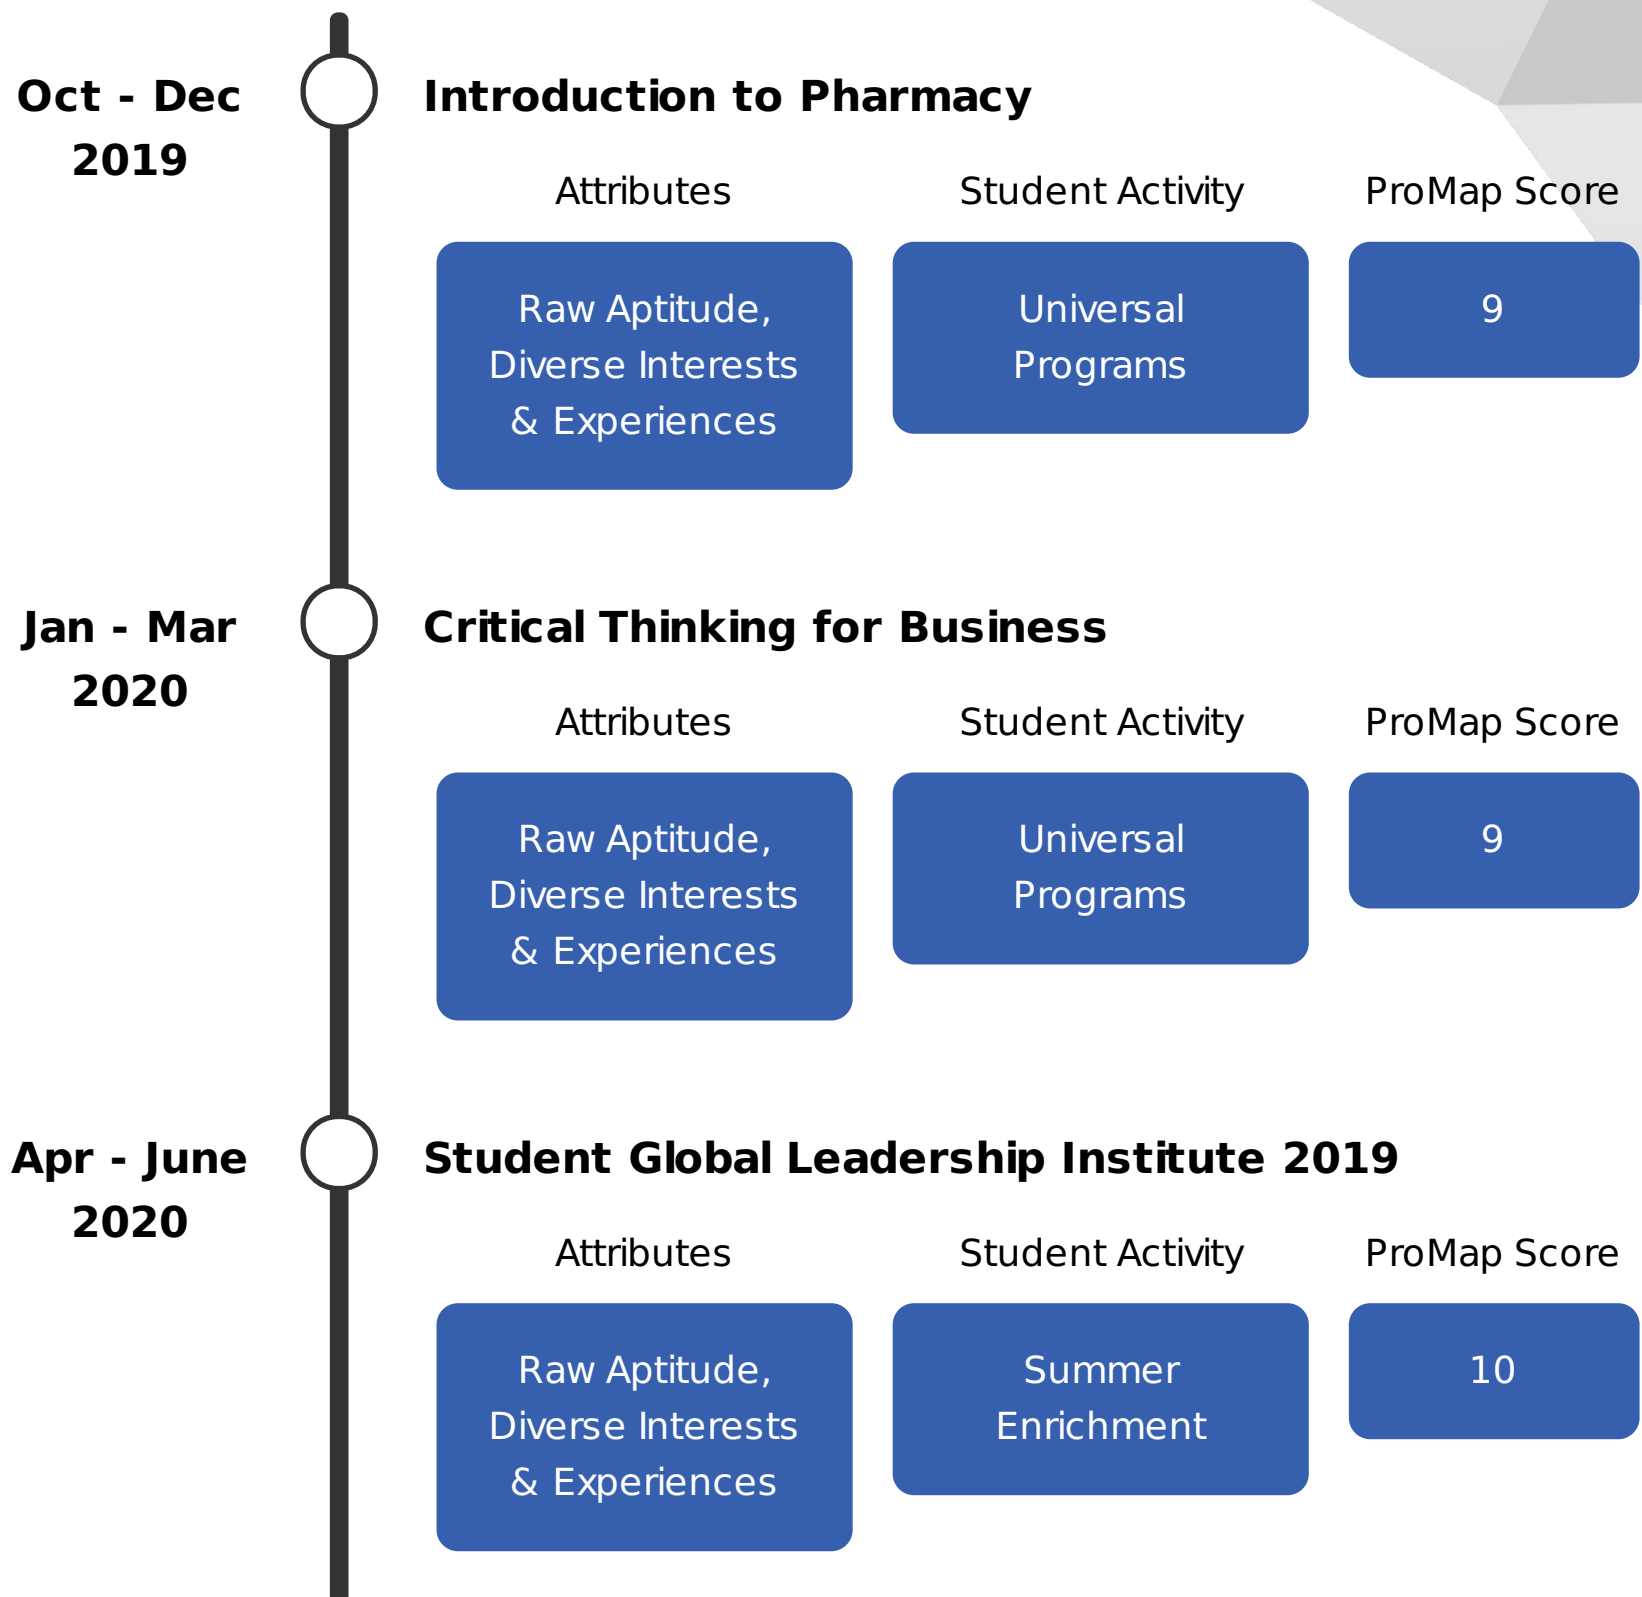 Oct - Dec
2019
Introduction to Pharmacy
Attributes
Student Activity
ProMap Score
Raw Aptitude,
Diverse Interests
& Experiences
Universal
Programs
9
Jan - Mar
2020
Critical Thinking for Business
Attributes
Student Activity
ProMap Score
Raw Aptitude,
Diverse Interests
& Experiences
Universal
Programs
9
Apr - June
2020
Student Global Leadership Institute 2019
Attributes
Student Activity
ProMap Score
Raw Aptitude,
Diverse Interests
& Experiences
Summer
Enrichment
10